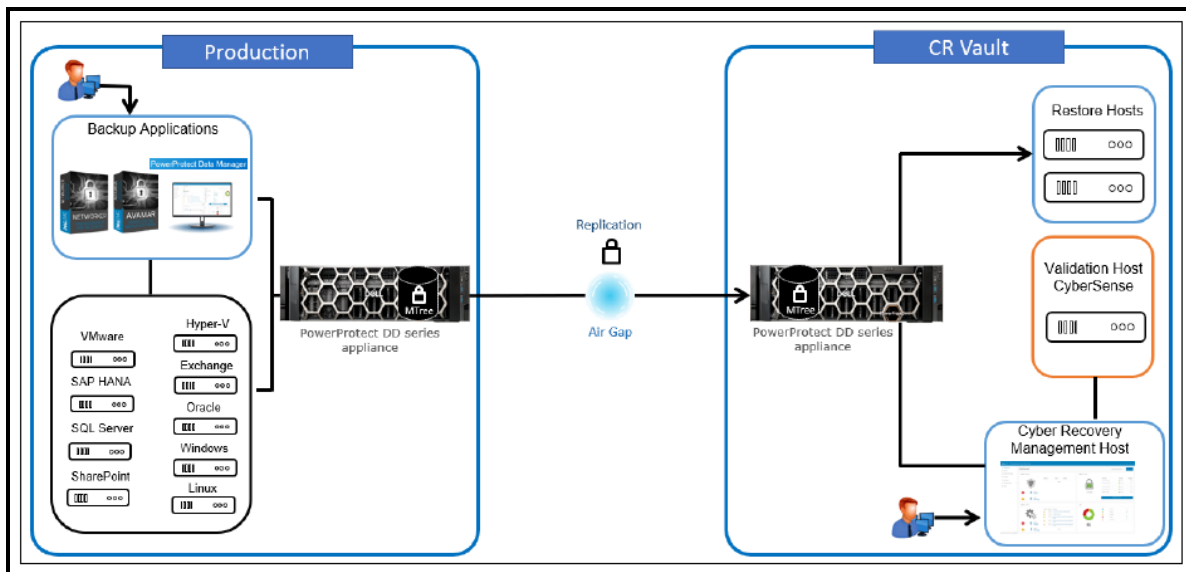 Production
CR Vault
Backup Applications
PowerProtect Data Manager
NETWORKER
AVAMAR
VMware
SAP HANA
SQL Server
SharePoint
Hyper-V
Exchange
Oracle
Windows
Linux
DELL
MTree
PowerProtect DD series
appliance
Replication
Air Gap
MTree
DELL
PowerProtect DD series
appliance
Restore Hosts
Validation Host
CyberSense
Cyber Recovery
Management Host